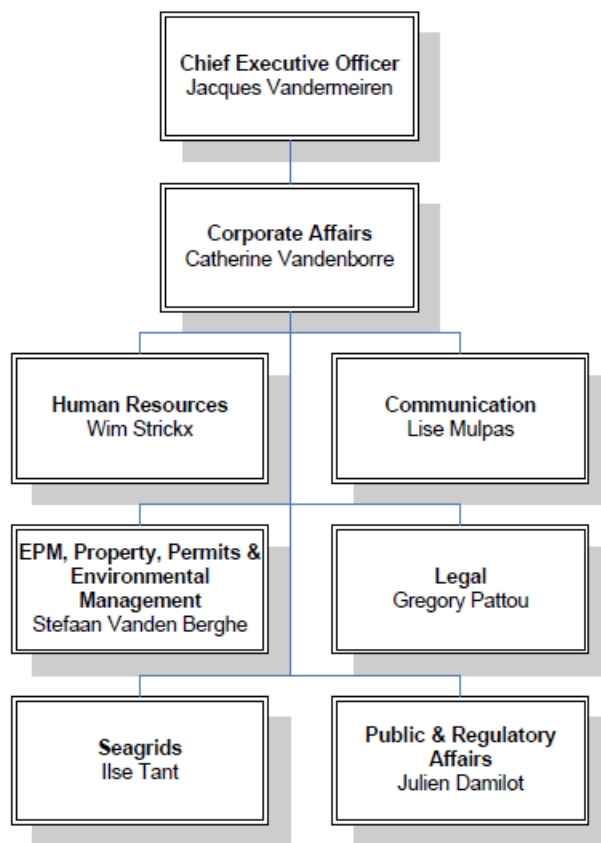 Chief Executive Officer
Jacques Vandermeiren
Corporate Affairs
Catherine Vandenborre
Human Resources
Wim Strickx
Communication
Lise Mulpas
EPM, Property, Permits &
Environmental
Management
Stefaan Vanden Berghe
Legal
Gregory Pattou
Seagrids
Ilse Tant
Public & Regulatory
Affairs
Julien Damilot